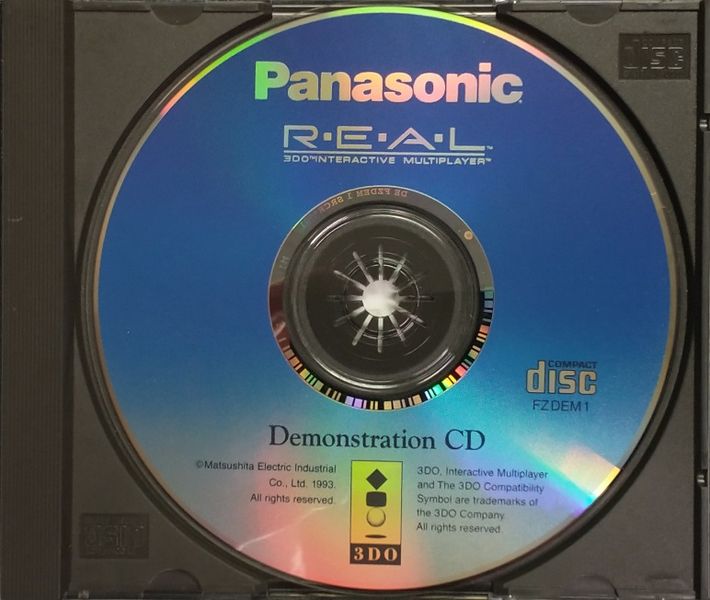 Panasonic
R·E·A·L™
3DO™INTERACTIVE MULTIPLAYER™
COMPACT
disc
FZDEM1
Demonstration CD
©Matsushita Electric Industrial
Co., Ltd. 1993.
All rights reserved.
3DO, Interactive Multiplayer
and The 3DO Compatibility
Symbol are trademarks of
the 3DO Company.
All rights reserved.
3DO